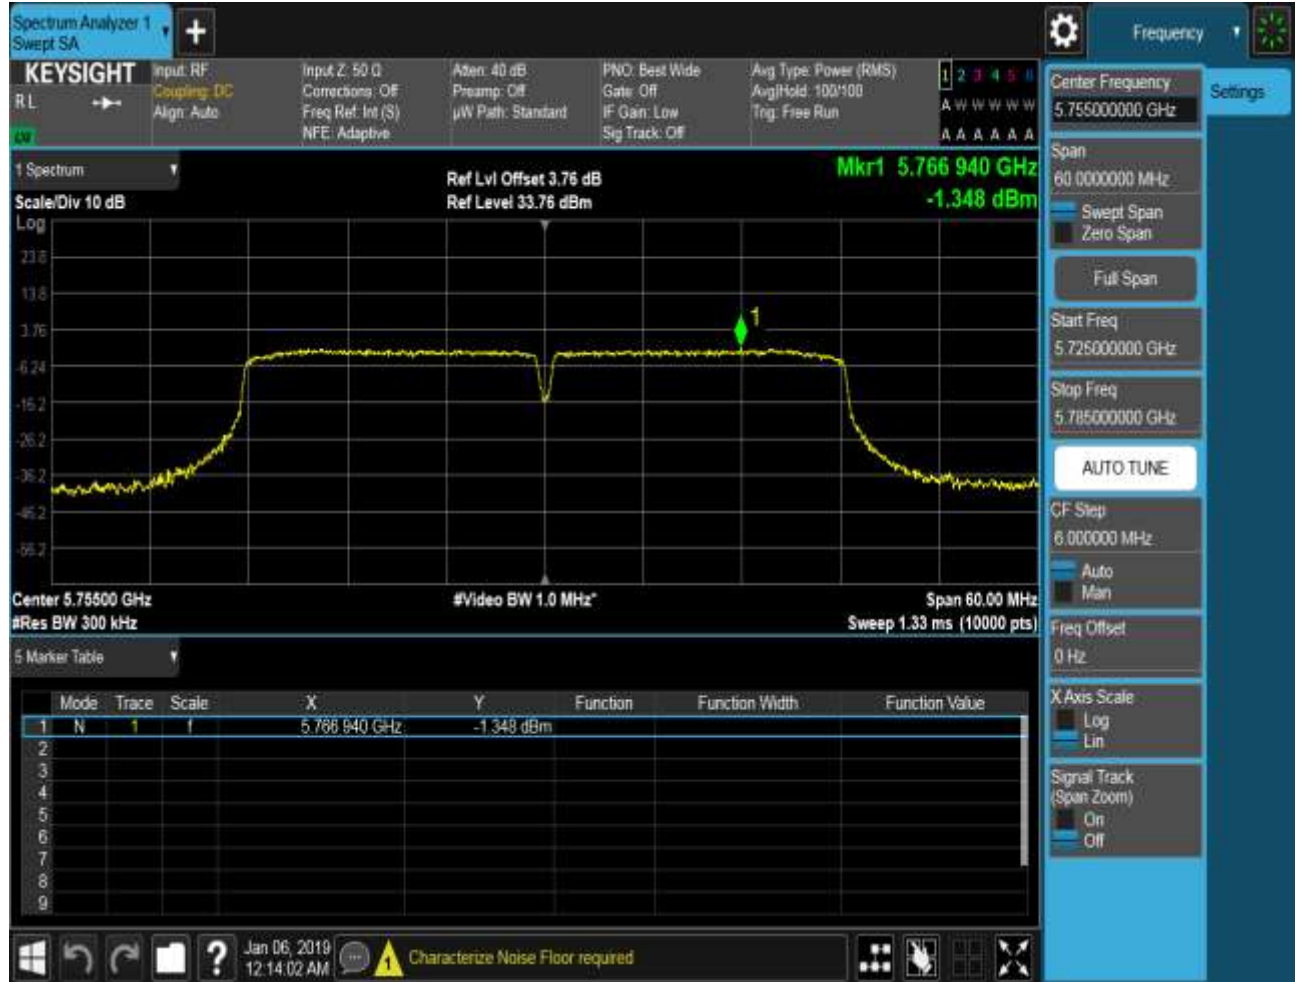 Spectrum Analyzer 1
Swept SA
+
Frequency
KEYSIGHT
R L
Input: RF
Coupling: DC
Align: Auto
Input Z: 50 Ω
Corrections: Off
Freq Ref: Int (S)
NFE: Adaptive
Atten: 40 dB
Preamp: Off
µW Path: Standard
PNO: Best Wide
Gate: Off
IF Gain: Low
Sig Track: Off
Avg Type: Power (RMS)
Avg|Hold: 100/100
Trig: Free Run
1 2 3 4 5 6
A W W W W W
A A A A A A
1 Spectrum
Scale/Div 10 dB
Log
Ref Lvl Offset 3.76 dB
Ref Level 33.76 dBm
Mkr1 5.766 940 GHz
-1.348 dBm
23.8
13.8
3.76
-6.24
-16.2
-26.2
-36.2
-46.2
-56.2
1
Center 5.75500 GHz
#Res BW 300 kHz
#Video BW 1.0 MHz*
Span 60.00 MHz
Sweep 1.33 ms (10000 pts)
5 Marker Table
Mode Trace Scale X Y Function Function Width Function Value
1 N 1 f 5.766 940 GHz -1.348 dBm
2
3
4
5
6
7
8
9
Jan 06, 2019
12:14:02 AM
?
1
Characterize Noise Floor required
Settings
Center Frequency
5.755000000 GHz
Span
60.0000000 MHz
Swept Span
Zero Span
Full Span
Start Freq
5.725000000 GHz
Stop Freq
5.785000000 GHz
AUTO TUNE
CF Step
6.000000 MHz
Auto
Man
Freq Offset
0 Hz
X Axis Scale
Log
Lin
Signal Track
(Span Zoom)
On
Off